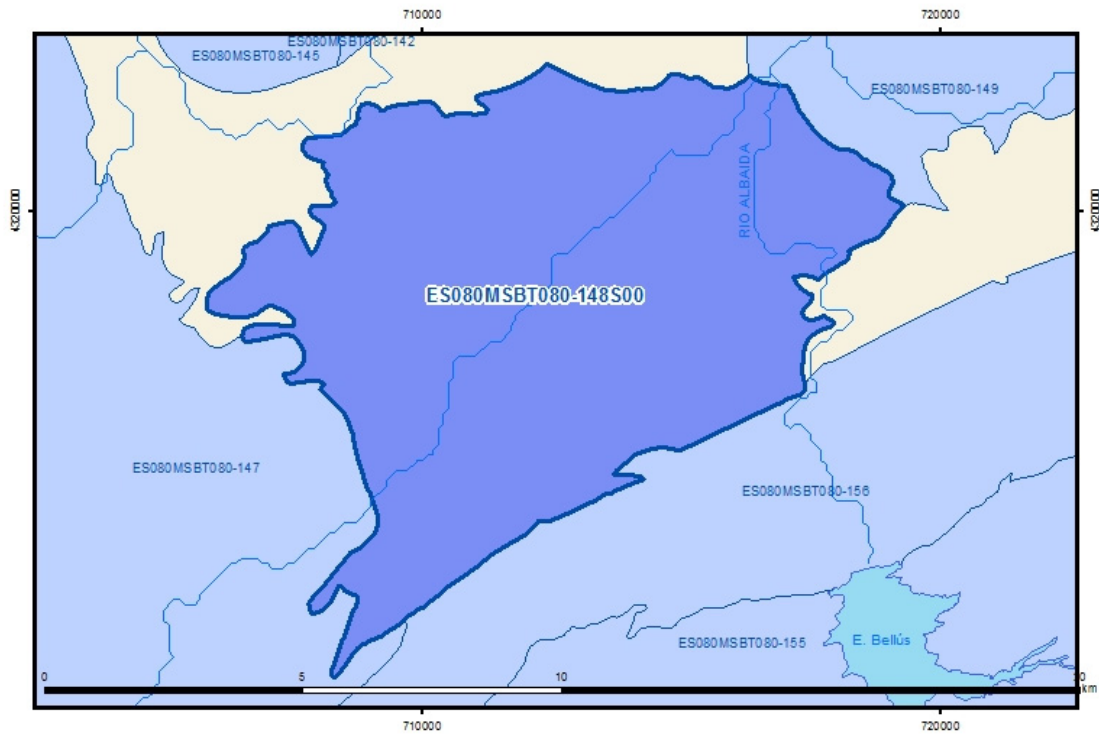 710000 720000
ES080MSBT080-142
ES080MSBT080-145
ES080MSBT080-149
RIO ALBAIDA
4320000 4320000
ES080MSBT080-148S00
ES080MSBT080-147
ES080MSBT080-156
ES080MSBT080-155
E. Bellús
0 5 10 20
km
710000 720000